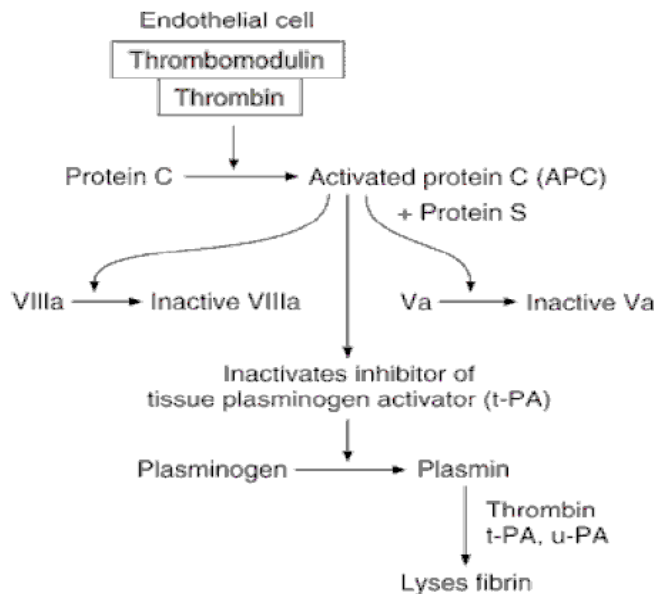 Endothelial cell
Thrombomodulin
Thrombin
Protein C
Activated protein C (APC)
+ Protein S
VIIIa
Inactive VIIIa
Va
Inactive Va
Inactivates inhibitor of
tissue plasminogen activator (t-PA)
Plasminogen
Plasmin
Thrombin
t-PA, u-PA
Lyses fibrin